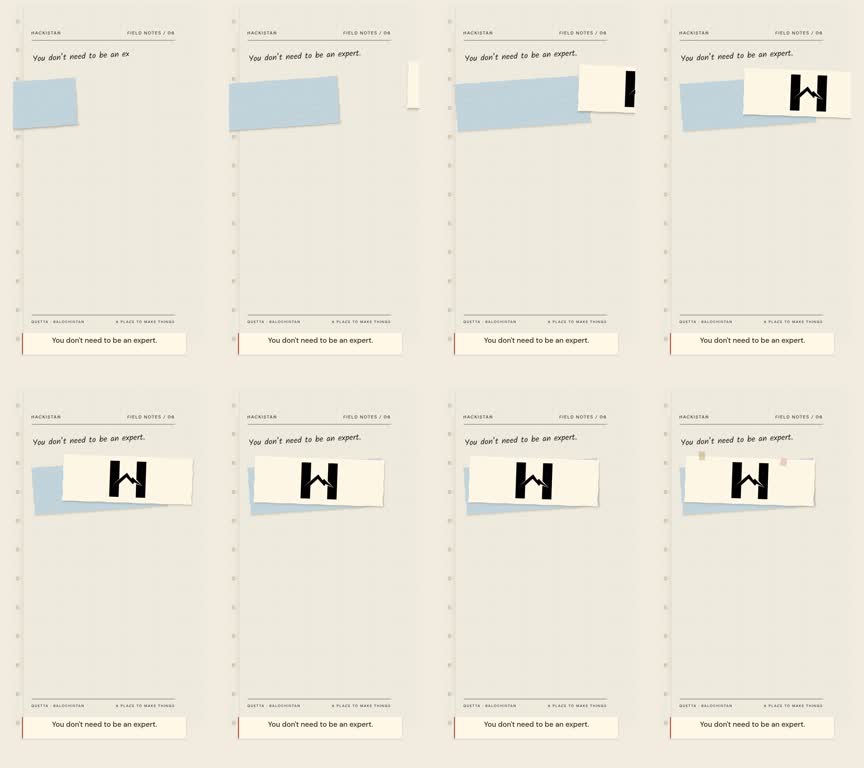 HACKISTAN FIELD NOTES / 06
You don't need to be an ex
QUETTA · BALOCHISTAN A PLACE TO MAKE THINGS
You don't need to be an expert.
HACKISTAN FIELD NOTES / 06
You don't need to be an expert.
QUETTA · BALOCHISTAN A PLACE TO MAKE THINGS
You don't need to be an expert.
HACKISTAN FIELD NOTES / 06
You don't need to be an expert.
QUETTA · BALOCHISTAN A PLACE TO MAKE THINGS
You don't need to be an expert.
HACKISTAN FIELD NOTES / 06
You don't need to be an expert.
H
QUETTA · BALOCHISTAN A PLACE TO MAKE THINGS
You don't need to be an expert.
HACKISTAN FIELD NOTES / 06
You don't need to be an expert.
H
QUETTA · BALOCHISTAN A PLACE TO MAKE THINGS
You don't need to be an expert.
HACKISTAN FIELD NOTES / 06
You don't need to be an expert.
H
QUETTA · BALOCHISTAN A PLACE TO MAKE THINGS
You don't need to be an expert.
HACKISTAN FIELD NOTES / 06
You don't need to be an expert.
H
QUETTA · BALOCHISTAN A PLACE TO MAKE THINGS
You don't need to be an expert.
HACKISTAN FIELD NOTES / 06
You don't need to be an expert.
H
QUETTA · BALOCHISTAN A PLACE TO MAKE THINGS
You don't need to be an expert.